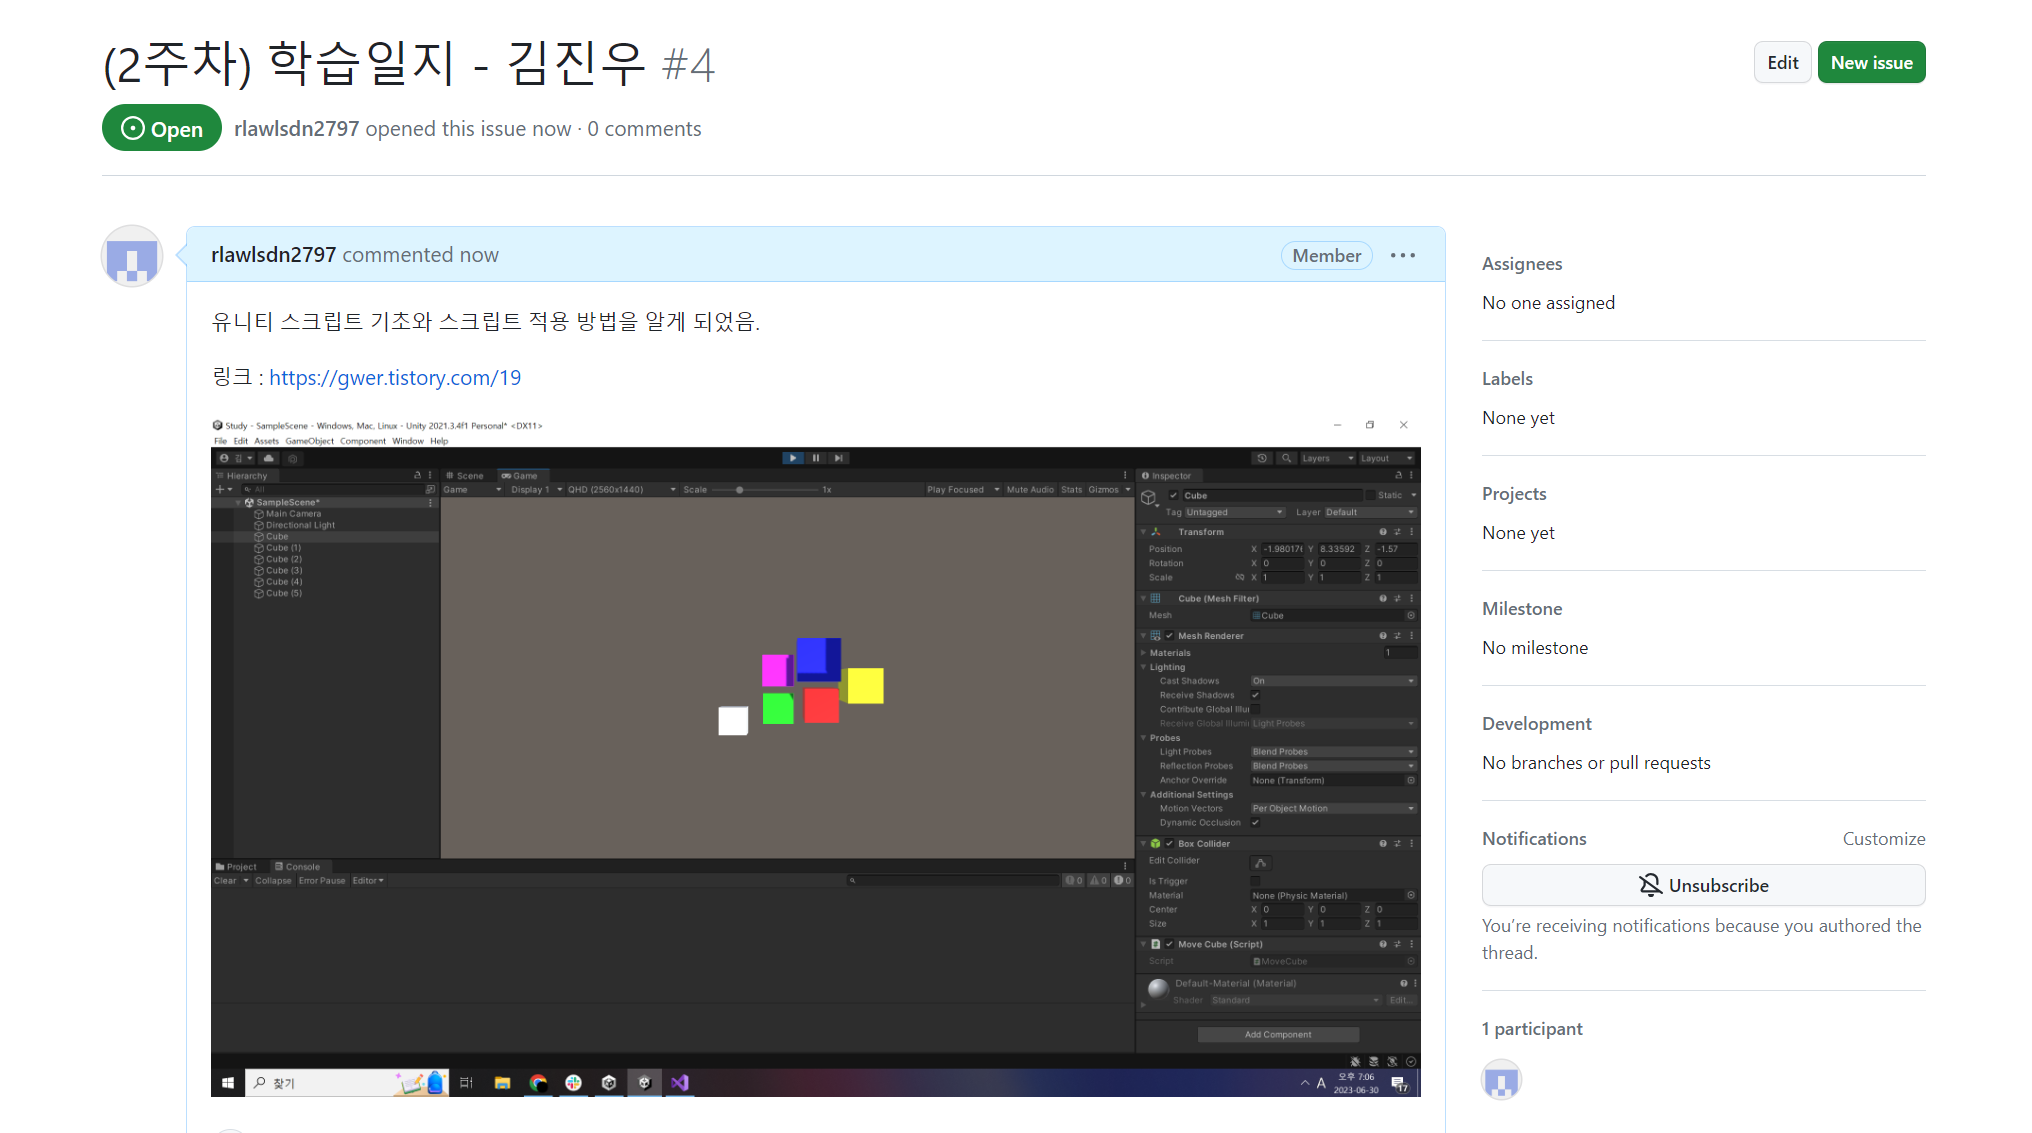 (2주차) 학습일지 - 김진우 #4
Edit
New issue
Open
rlawlsdn2797 opened this issue now · 0 comments
rlawlsdn2797 commented now
Member
유니티 스크립트 기초와 스크립트 적용 방법을 알게 되었음.
링크 : https://gwer.tistory.com/19
Study - SampleScene - Windows, Mac, Linux - Unity 2021.3.4f1 Personal* <DX11>
File Edit Assets GameObject Component Window Help
Layers
Layout
Hierarchy
All
SampleScene*
Main Camera
Directional Light
Cube
Cube (1)
Cube (2)
Cube (3)
Cube (4)
Cube (5)
Scene
Game
Game
Display 1
QHD (2560x1440)
Scale
1x
Play Focused
Mute Audio
Stats
Gizmos
Project
Console
Clear
Collapse
Error Pause
Editor
0
0
0
Inspector
Cube
Static
Tag Untagged
Layer Default
Transform
Position X Y 8.33592 Z -1.57
Rotation X 0 Y 0 Z 0
Scale X 1 Y 1 Z 1
Cube (Mesh Filter)
Mesh Cube
Mesh Renderer
Materials 1
Lighting
Cast Shadows On
Receive Shadows
Contribute Global Illu
Receive Global Illumi Light Probes
Probes
Light Probes Blend Probes
Reflection Probes Blend Probes
Anchor Override None (Transform)
Additional Settings
Motion Vectors Per Object Motion
Dynamic Occlusion
Box Collider
Edit Collider
Is Trigger
Material None (Physic Material)
Center X 0 Y 0 Z 0
Size X 1 Y 1 Z 1
Move Cube (Script)
Script MoveCube
Default-Material (Material)
Shader Standard Edit...
Add Component
찾기
A
오후 7:06
2023-06-30
17
Assignees
No one assigned
Labels
None yet
Projects
None yet
Milestone
No milestone
Development
No branches or pull requests
Notifications
Customize
Unsubscribe
You're receiving notifications because you authored the
thread.
1 participant